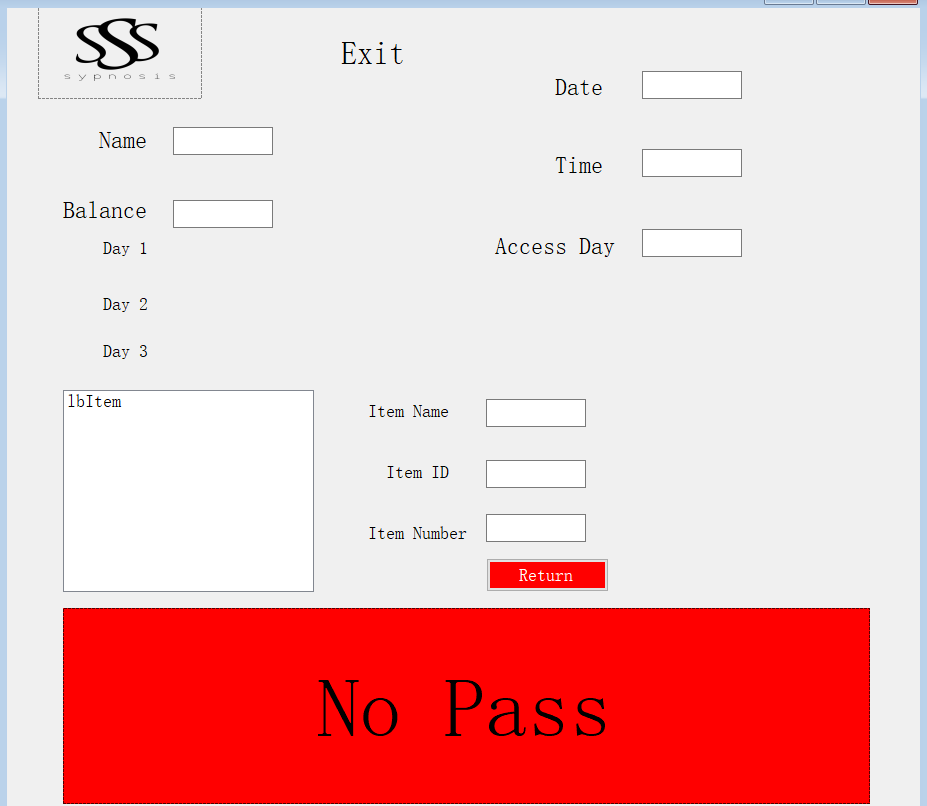 SSS
sypnosis
Exit
Date
Name
Time
Balance
Access Day
Day 1
Day 2
Day 3
lbItem
Item Name
Item ID
Item Number
Return
No Pass